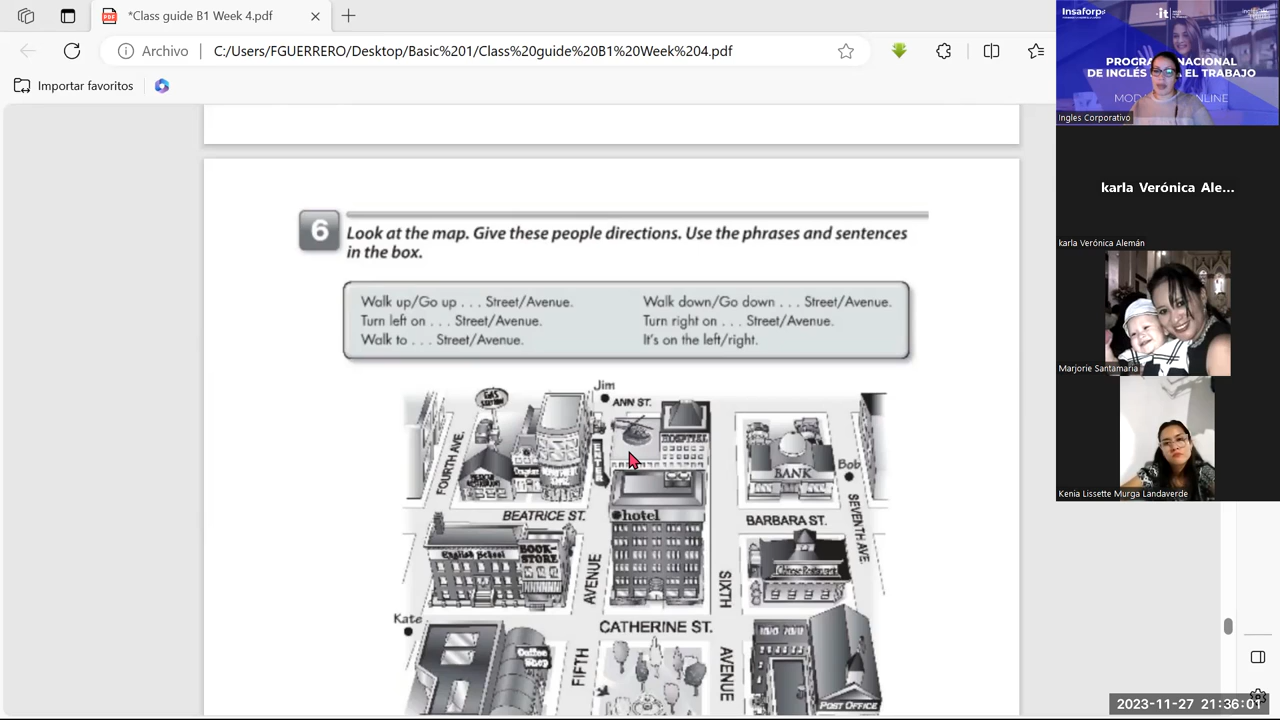 *Class guide B1 Week 4.pdf
Archivo
C:/Users/FGUERRERO/Desktop/Basic%201/Class%20guide%20B1%20Week%204.pdf
Importar favoritos
6
Look at the map. Give these people directions. Use the phrases and sentences
in the box.
Walk up/Go up . . . Street/Avenue.
Walk down/Go down . . . Street/Avenue.
Turn left on . . . Street/Avenue.
Turn right on . . . Street/Avenue.
Walk to . . . Street/Avenue.
It's on the left/right.
Jim
ANN ST.
GAS
STATION
FOURTH AVE.
HOSPITAL
BANK
Bob
BEATRICE ST.
hotel
BARBARA ST.
SEVENTH AVE.
English School
BOOK-
STORE
AVENUE
SIXTH
Kate
CATHERINE ST.
Coffee
Shop
FIFTH
AVENUE
POST OFFICE
Insaforp
PROGRA NACIONAL
DE INGLÉS A EL TRABAJO
Ingles Corporativo
karla Verónica Ale...
karla Verónica Alemán
Marjorie Santamaria
Kenia Lissette Murga Landaverde
2023-11-27 21:36:01